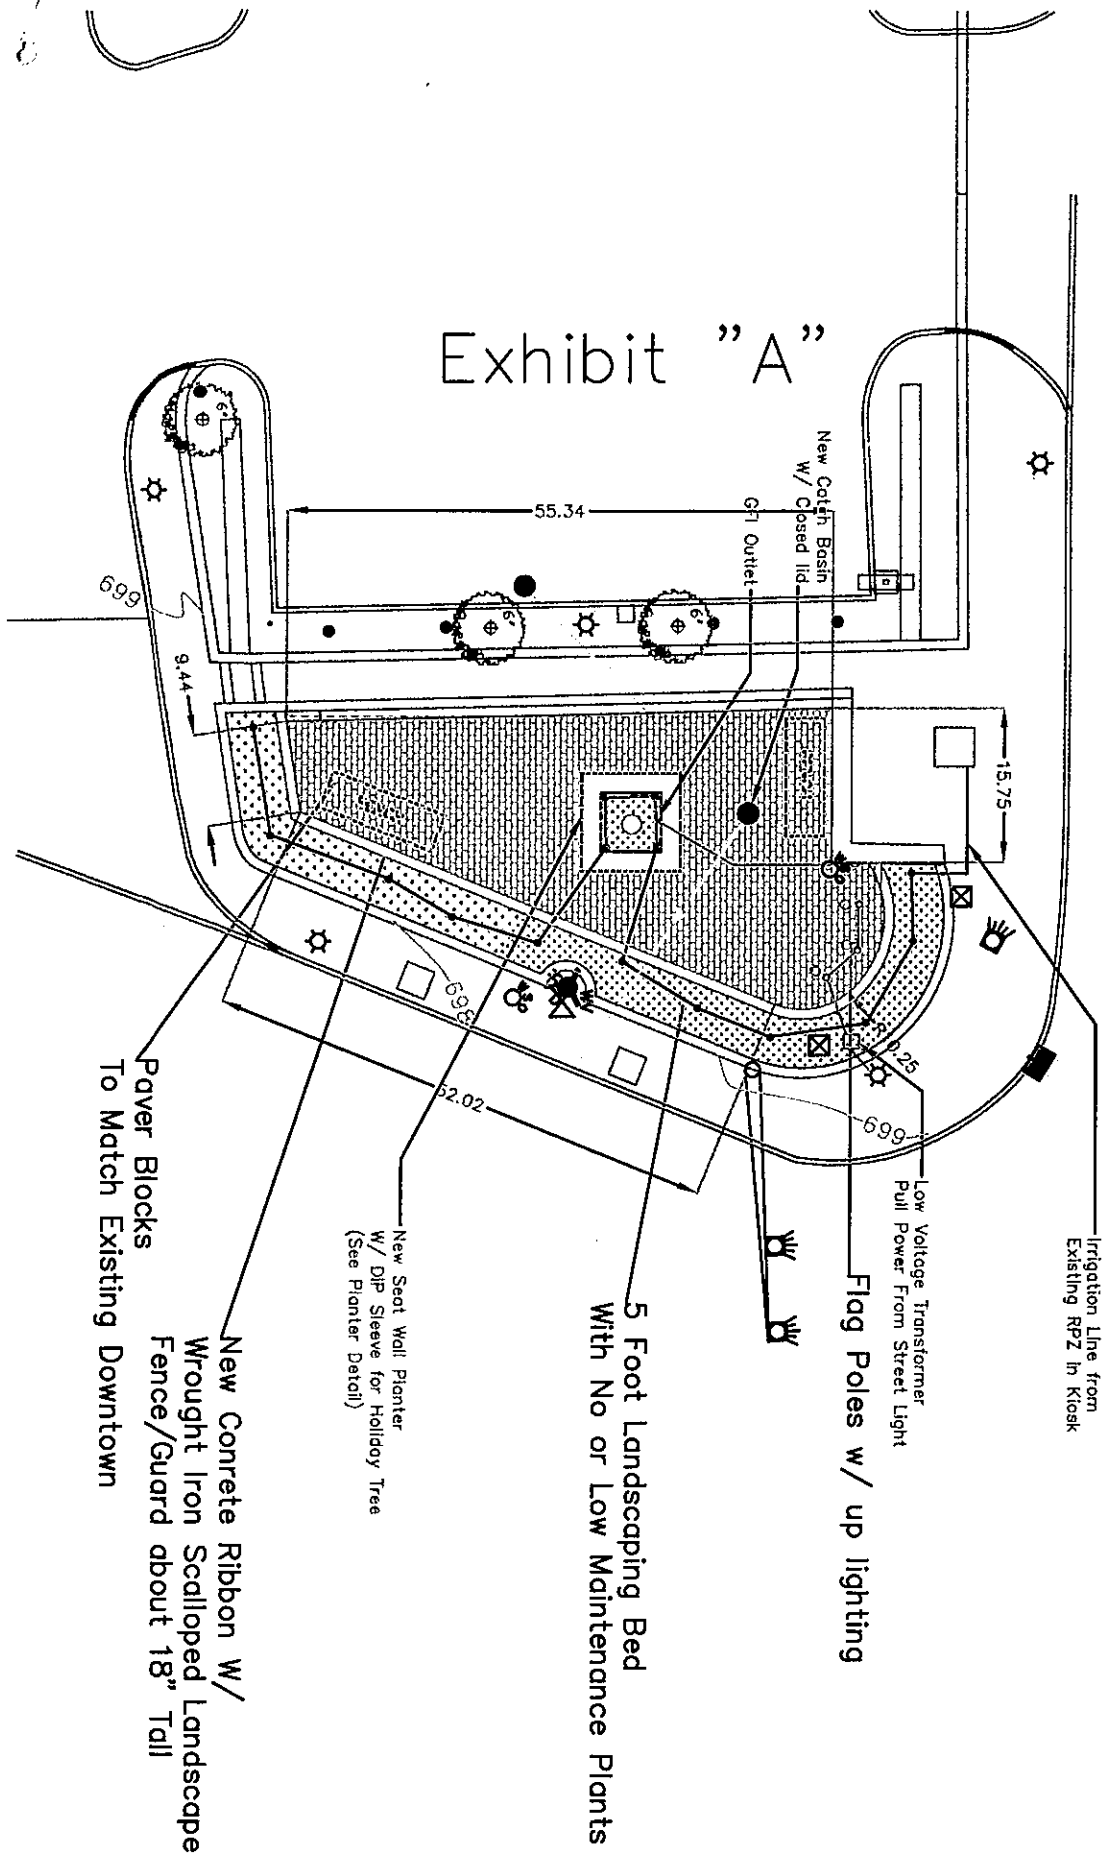 Exhibit "A"
New Catch Basin
W/ Closed lid
GFI Outlet
55.34
6"
6"
6"
699
9.44
15.75
698
52.02
699
Irrigation Line from
Existing RPZ in Kiosk
Low Voltage Transformer
Pull Power From Street Light
Flag Poles w/ up lighting
5 Foot Landscaping Bed
With No or Low Maintenance Plants
New Seat Wall Planter
W/ DIP Sleeve for Holiday Tree
(See Planter Detail)
New Conrete Ribbon W/
Wrought Iron Scalloped Landscape
Fence/Guard about 18" Tall
Paver Blocks
To Match Existing Downtown